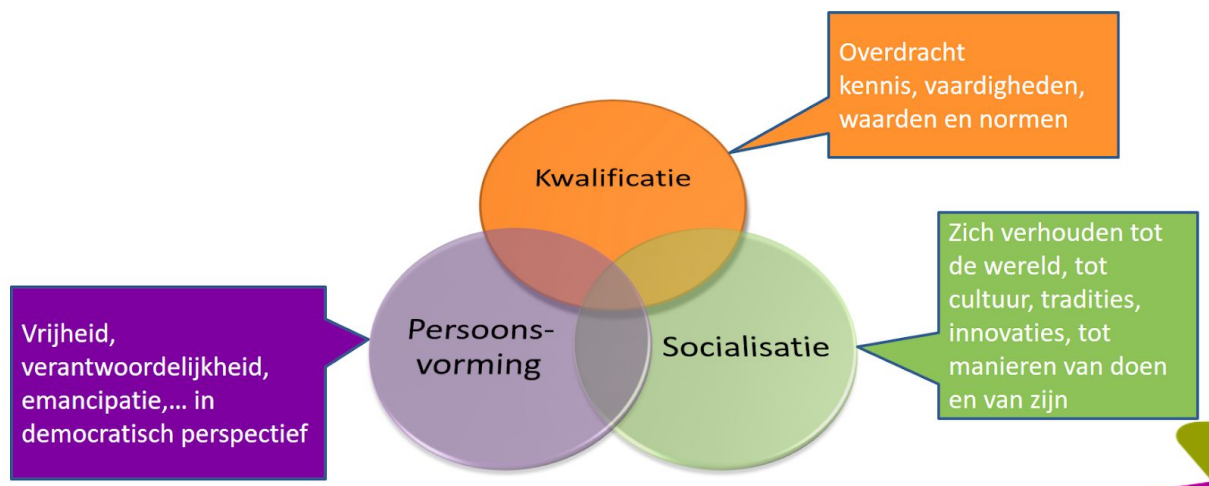 Overdracht
kennis, vaardigheden,
waarden en normen
Kwalificatie
Zich verhouden tot
de wereld, tot
cultuur, tradities,
innovaties, tot
manieren van doen
en van zijn
Persoons-
vorming
Socialisatie
Vrijheid,
verantwoordelijkheid,
emancipatie,... in
democratisch perspectief